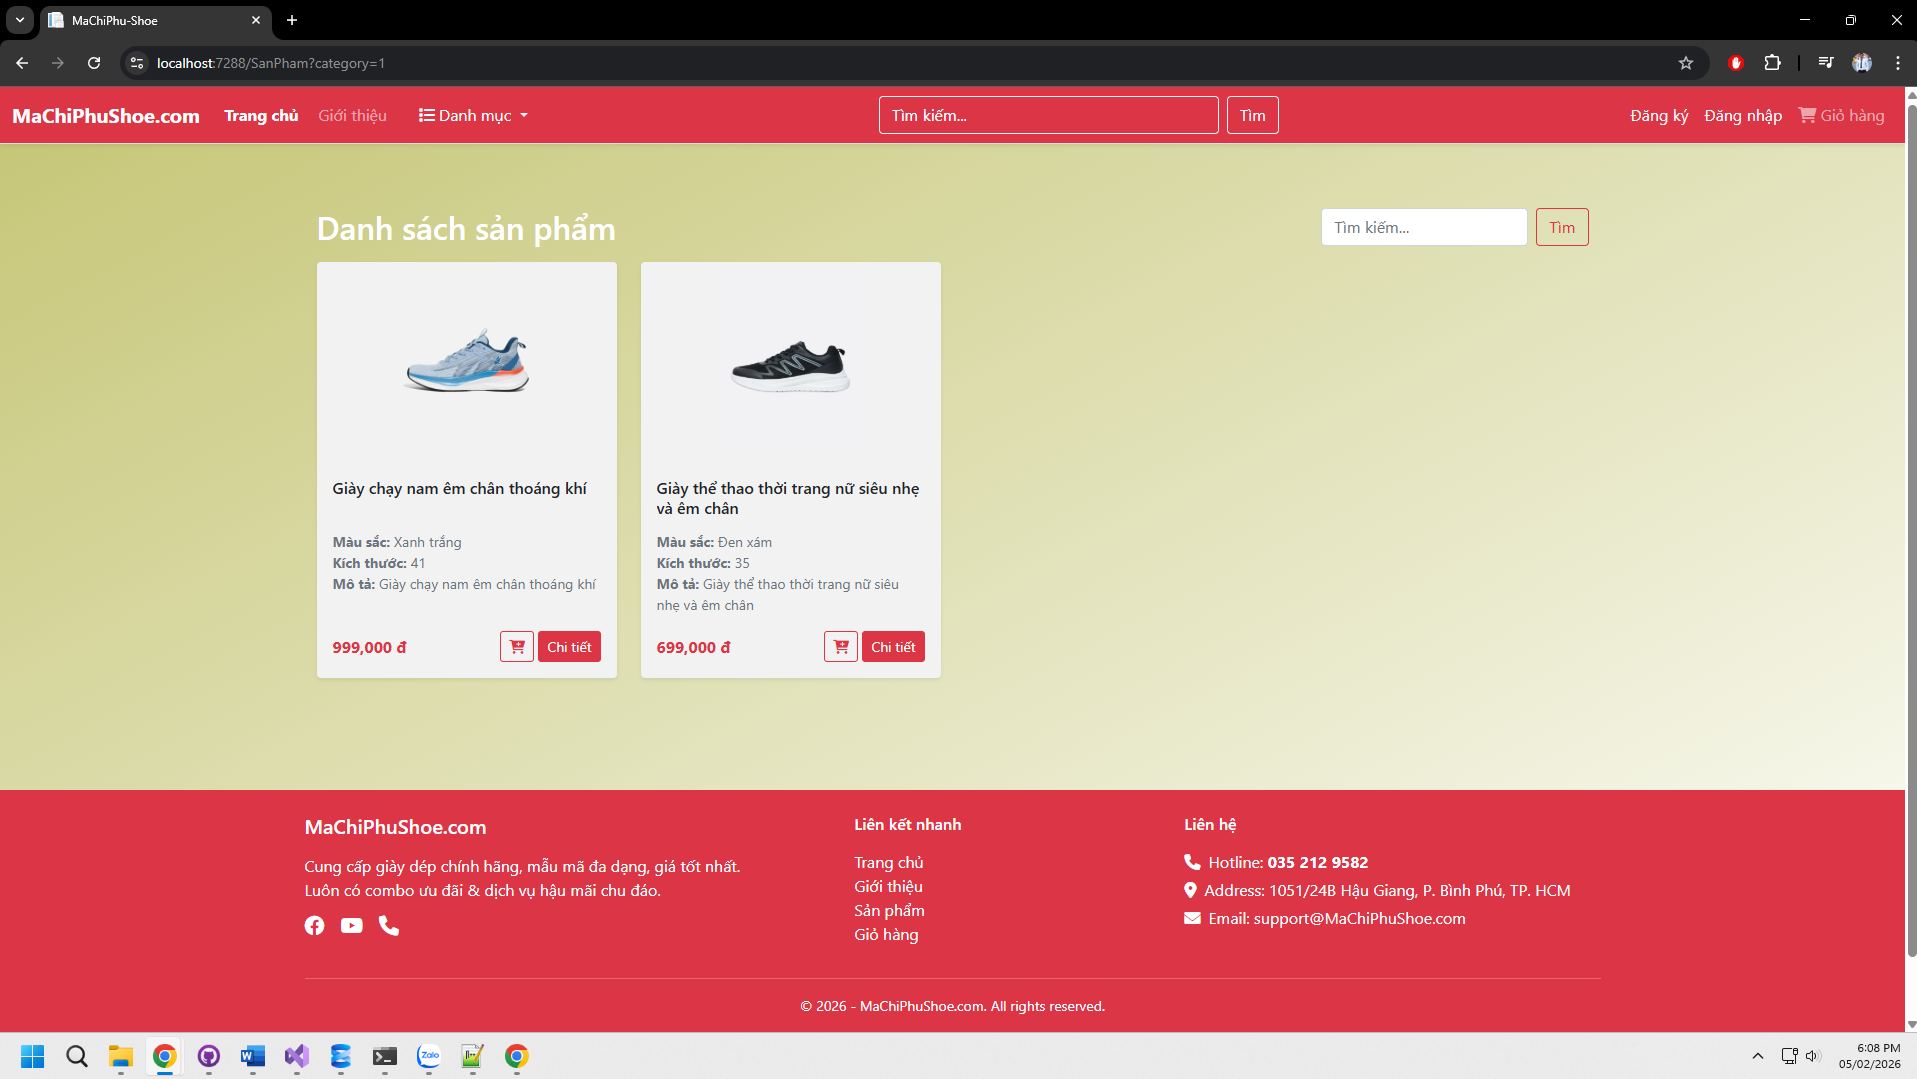 MaChiPhu-Shoe
localhost:7288/SanPham?category=1
MaChiPhuShoe.com Trang chủ Giới thiệu Danh mục Tìm kiếm... Tìm Đăng ký Đăng nhập Giỏ hàng
Danh sách sản phẩm Tìm kiếm... Tìm
Giày chạy nam êm chân thoáng khí
Màu sắc: Xanh trắng
Kích thước: 41
Mô tả: Giày chạy nam êm chân thoáng khí
999,000 đ Chi tiết
Giày thể thao thời trang nữ siêu nhẹ
và êm chân
Màu sắc: Đen xám
Kích thước: 35
Mô tả: Giày thể thao thời trang nữ siêu
nhẹ và êm chân
699,000 đ Chi tiết
MaChiPhuShoe.com
Cung cấp giày dép chính hãng, mẫu mã đa dạng, giá tốt nhất.
Luôn có combo ưu đãi & dịch vụ hậu mãi chu đáo.
Liên kết nhanh
Trang chủ
Giới thiệu
Sản phẩm
Giỏ hàng
Liên hệ
Hotline: 035 212 9582
Address: 1051/24B Hậu Giang, P. Bình Phú, TP. HCM
Email: support@MaChiPhuShoe.com
© 2026 - MaChiPhuShoe.com. All rights reserved.
Zalo
6:08 PM
05/02/2026